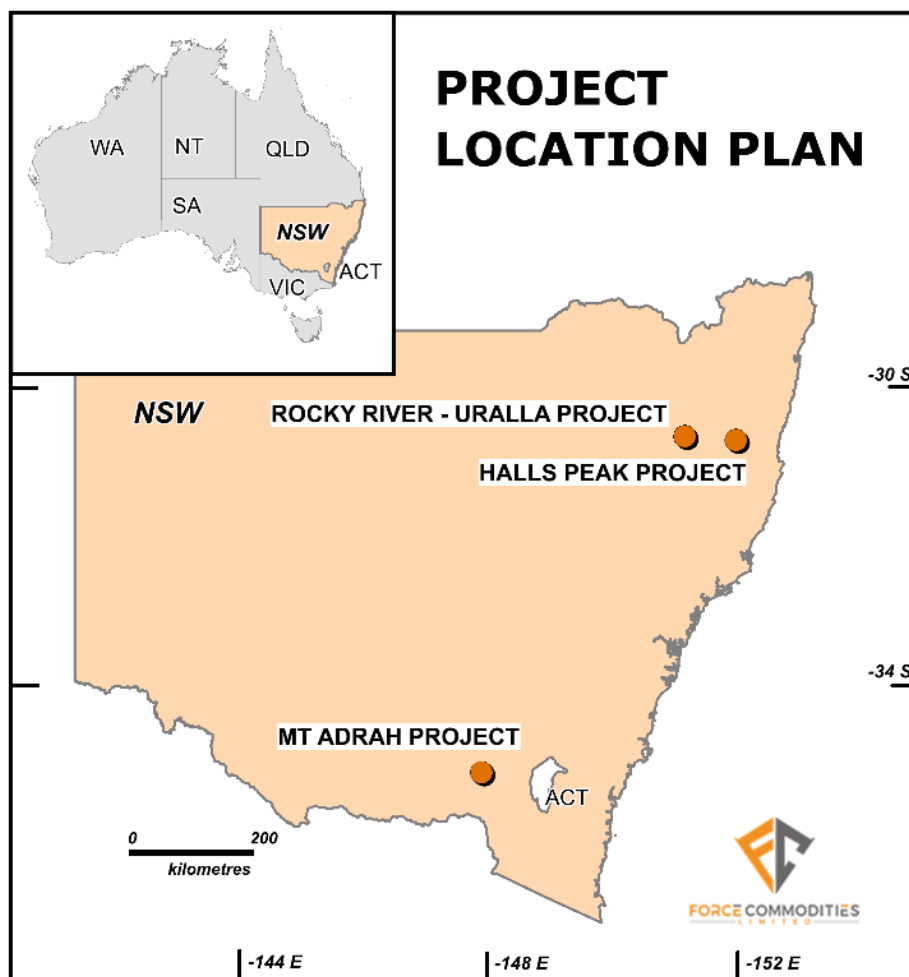 PROJECT
LOCATION PLAN
WA
NT
QLD
SA
NSW
ACT
VIC
-30 S
NSW
ROCKY RIVER - URALLA PROJECT
HALLS PEAK PROJECT
-34 S
MT ADRAH PROJECT
ACT
0 200
kilometres
FC
FORCE COMMODITIES
LIMITED
-144 E
-148 E
-152 E